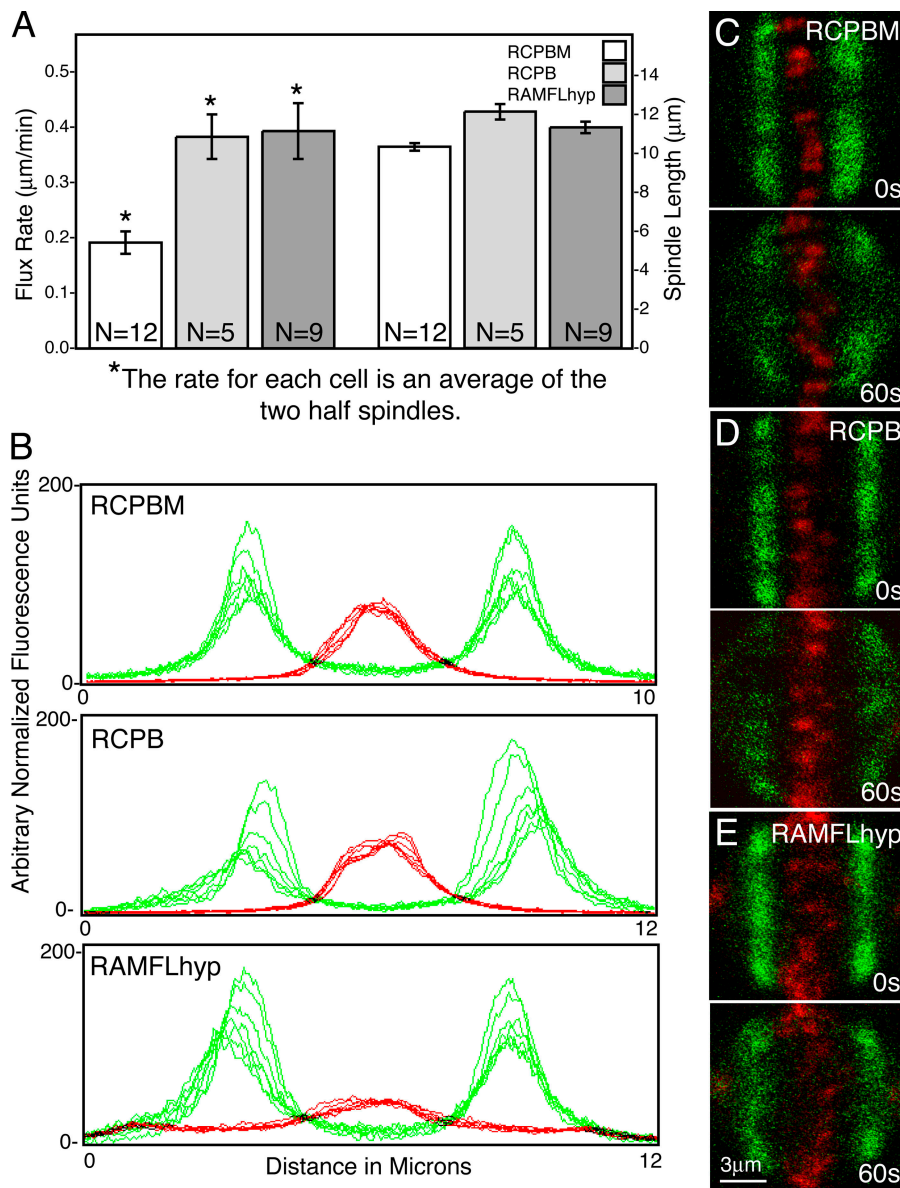 A
Flux Rate (μm/min)
0.5
0.4
0.3
0.2
0.1
0.0
RCPBM
RCPB
RAMFLhyp
14
12
10
8
6
4
2
0
Spindle Length (μm)
*
*
*
N=12
N=5
N=9
N=12
N=5
N=9
*The rate for each cell is an average of the
two half spindles.
B
Arbitrary Normalized Fluorescence Units
200-
RCPBM
0
0
10
200-
RCPB
0-
0
12
200-
RAMFLhyp
0-
0
12
Distance in Microns
C
RCPBM
0s
60s
D
RCPB
0s
60s
E
RAMFLhyp
0s
60s
3μm